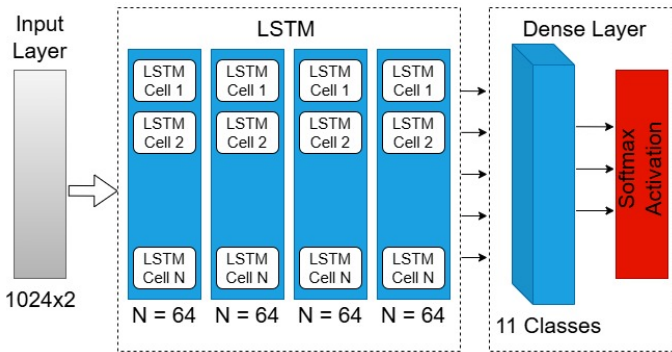 Input
Layer
1024x2
LSTM
LSTM
Cell 1
LSTM
Cell 2
LSTM
Cell N
N = 64
LSTM
Cell 1
LSTM
Cell 2
LSTM
Cell N
N = 64
LSTM
Cell 1
LSTM
Cell 2
LSTM
Cell N
N = 64
LSTM
Cell 1
LSTM
Cell 2
LSTM
Cell N
N = 64
Dense Layer
11 Classes
Softmax
Activation